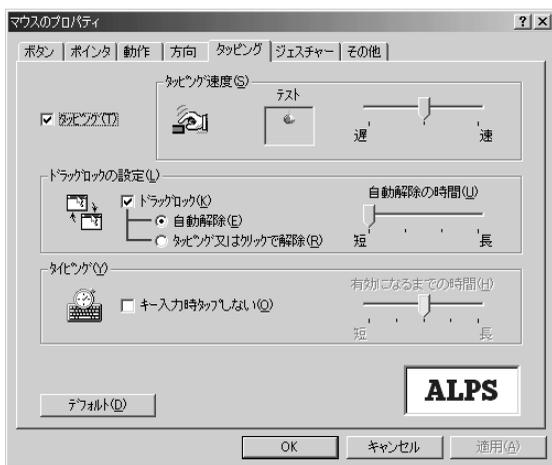 マウスのプロパティ
ボタン ポインタ 動作 方向 タッピング ジェスチャー その他
タッピング速度(S)
テスト
タッピング(T)
遅 速
ドラッグロックの設定(L)
自動解除の時間(U)
ドラッグロック(K)
自動解除(E)
タッピング又はクリックで解除(R)
短 長
タイピング(Y)
有効になるまでの時間(H)
キー入力時タップしない(O)
短 長
ALPS
デフォルト(D)
OK キャンセル 適用(A)